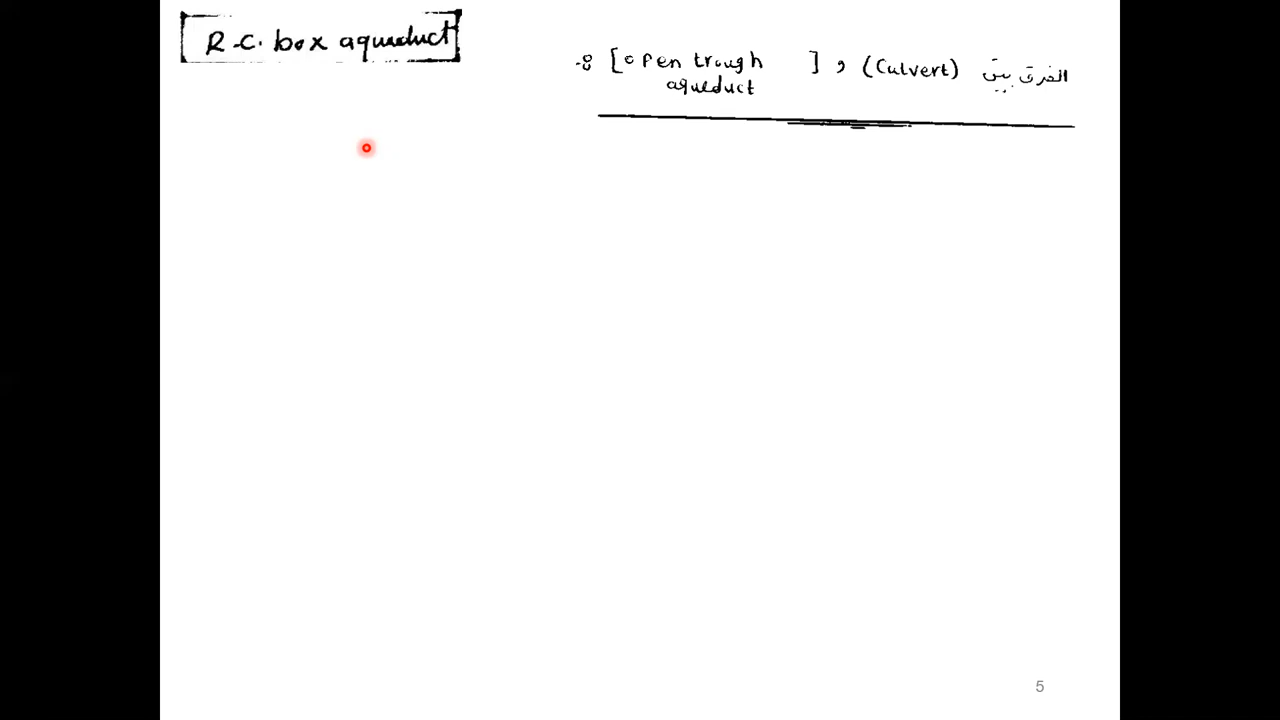 R.C. box aqueduct
الفرق بين (Culvert) و [open trough aqueduct] :-
5